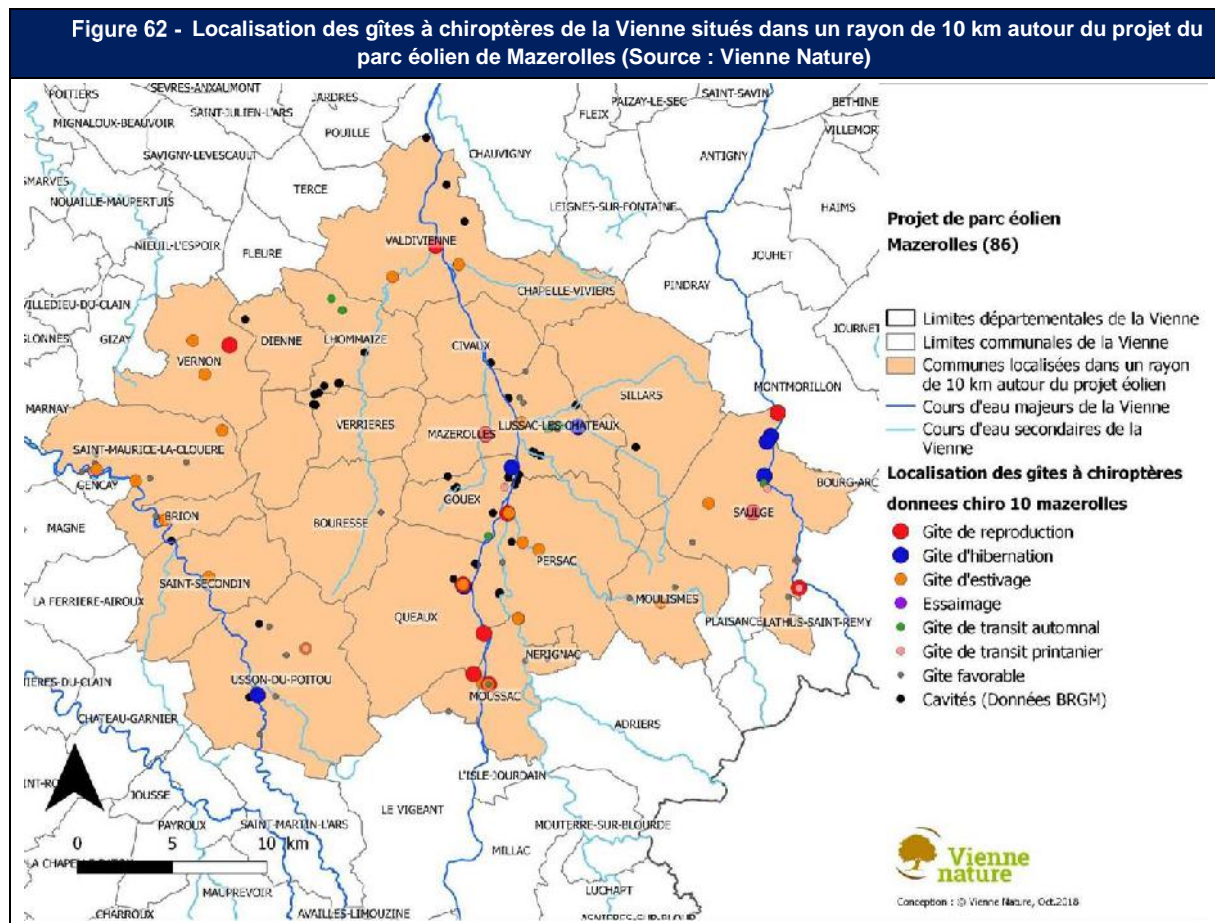 Figure 62 - Localisation des gîtes à chiroptères de la Vienne situés dans un rayon de 10 km autour du projet du
parc éolien de Mazerolles (Source : Vienne Nature)
POITIERS
SEVRES-ANXAUMONT
JARDRES
SAINT-SAVIN
MIGNALOUX-BEAUVOIR
SAINT-JULIEN-L'ARS
POUILLE
FLEIX
PAIZAY-LE-SEC
BETHINE
VILLEMOR
SAVIGNY-LEVESCAULT
CHAUVIGNY
ANTIGNY
SMARVES
TERCE
NOUAILLE-MAUPERTUIS
LEIGNES-SUR-FONTAINE
HAIMS
NIEUIL-L'ESPOIR
FLEURE
VALDIVIENNE
JOUHET
CHAPELLE-VIVIERS
PINDRAY
VILLEDIEU-DU-CLAIN
GIZAY
DIENNE
LHOMMAIZE
CIVAUX
JOURNET
VERNON
SILLARS
MONTMORILLON
MARNAY
VERRIERES
MAZEROLLES
LUSSAC-LES-CHATEAUX
SAINT-MAURICE-LA-CLOUERE
GENCAY
GOUEX
BOURG-ARC
MAGNE
BRION
BOURESSE
SAULGE
PERSAC
SAINT-SECONDIN
LA FERRIERE-AIROUX
QUEAUX
MOULISMES
PLAISANCE
LATHUS-SAINT-REMY
NERIGNAC
USSON-DU-POITOU
MOUSSAC
CHATEAU-GARNIER
ADRIERS
L'ISLE-JOURDAIN
JOUSSE
LE VIGEANT
PAYROUX
SAINT-MARTIN-L'ARS
MOUTERRE-SUR-BLOURDE
MILLAC
MAUPREVOIR
LUCHAPT
CHARROUX
AVAILLES-LIMOUZINE
0 5 10 km
Projet de parc éolien
Mazerolles (86)
Limites départementales de la Vienne
Limites communales de la Vienne
Communes localisées dans un rayon
de 10 km autour du projet éolien
Cours d'eau majeurs de la Vienne
Cours d'eau secondaires de la
Vienne
Localisation des gîtes à chiroptères
donnees chiro 10 mazerolles
Gîte de reproduction
Gîte d'hibernation
Gîte d'estivage
Essaimage
Gîte de transit automnal
Gîte de transit printanier
Gîte favorable
Cavités (Données BRGM)
Vienne
nature
Conception : © Vienne Nature, Oct.2018